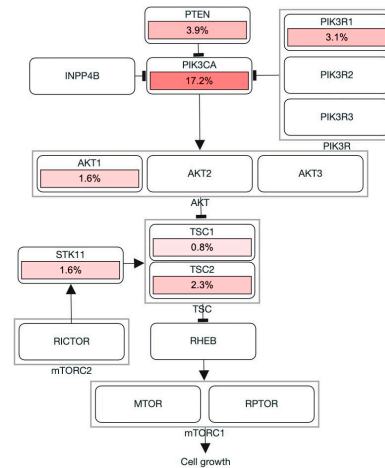 PTEN
3.9%
PIK3R1
3.1%
INPP4B
PIK3CA
17.2%
PIK3R2
PIK3R3
PIK3R
AKT1
1.6%
AKT2
AKT3
AKT
TSC1
0.8%
STK11
1.6%
TSC2
2.3%
TSC
RICTOR
mTORC2
RHEB
MTOR
RPTOR
mTORC1
Cell growth